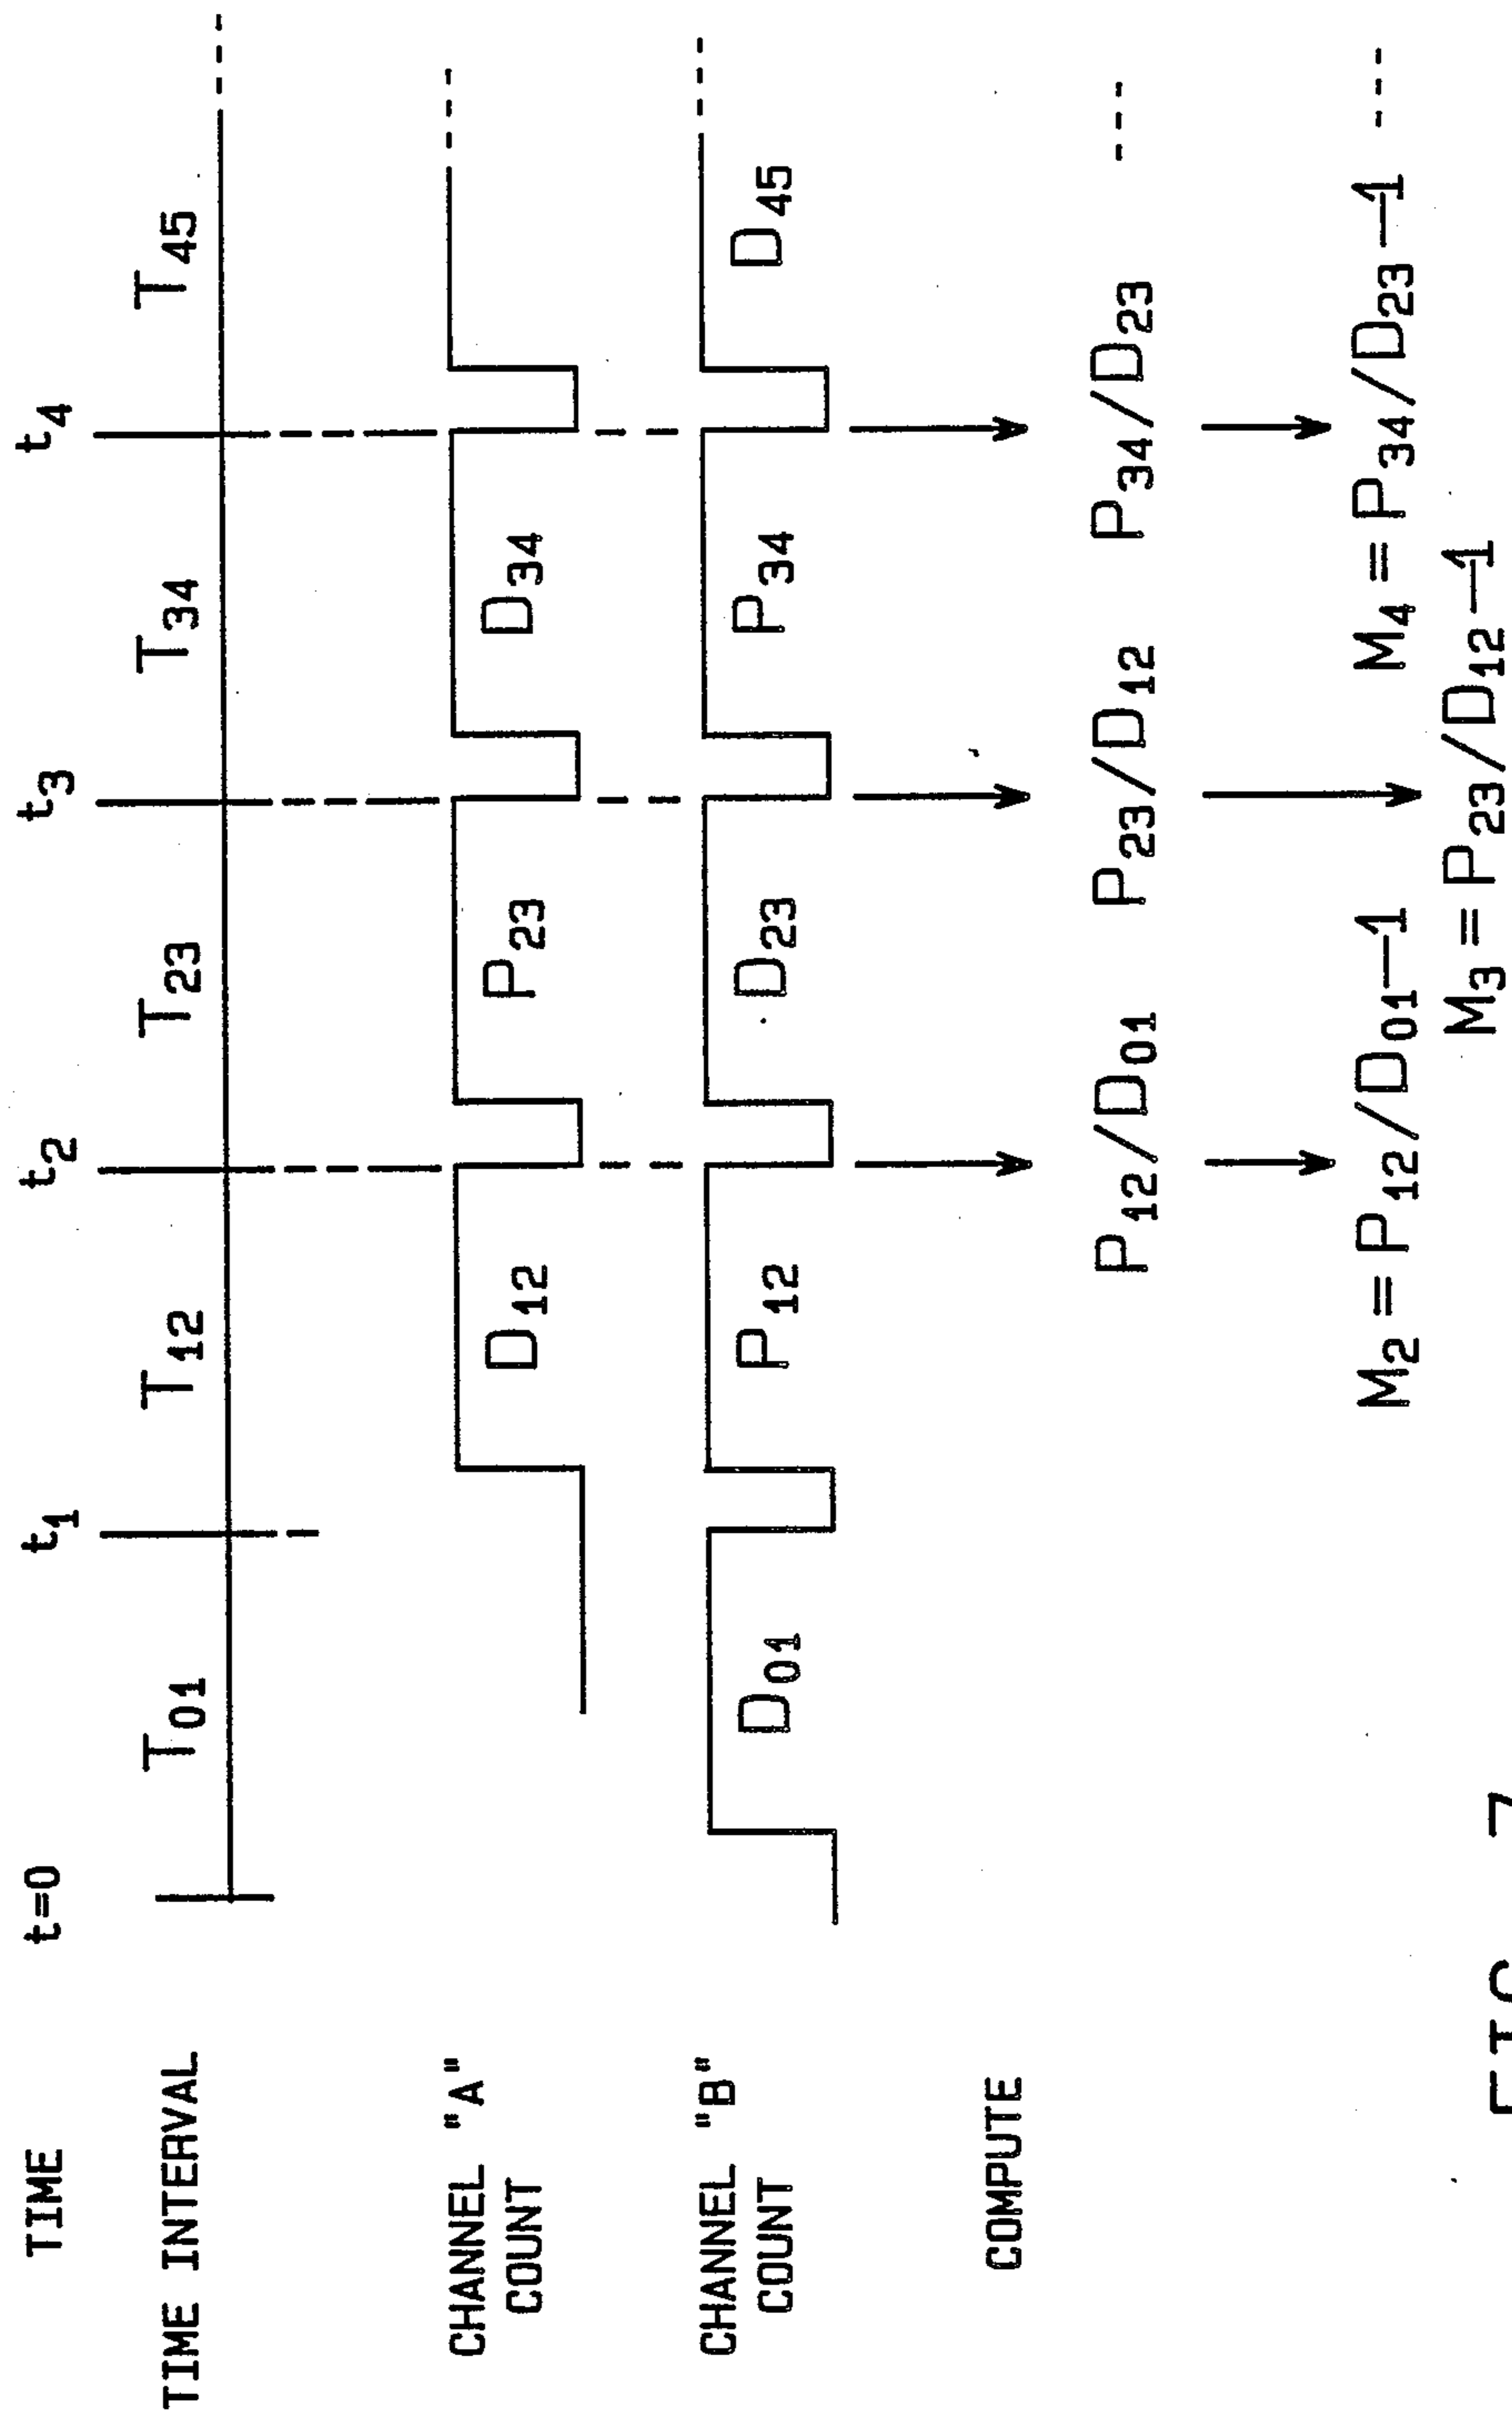 TIME t=0 t₁ t₂ t₃ t₄
TIME INTERVAL T₀₁ T₁₂ T₂₃ T₃₄ T₄₅ ---
CHANNEL "A" COUNT D₁₂ P₂₃ D₃₄ ---
CHANNEL "B" COUNT D₀₁ P₁₂ D₂₃ P₃₄ D₄₅ ---
COMPUTE P₁₂/D₀₁ P₂₃/D₁₂ P₃₄/D₂₃ ---
M₂ = P₁₂/D₀₁—1 M₄ = P₃₄/D₂₃—1 ---
M₃ = P₂₃/D₁₂—1
FIG 7